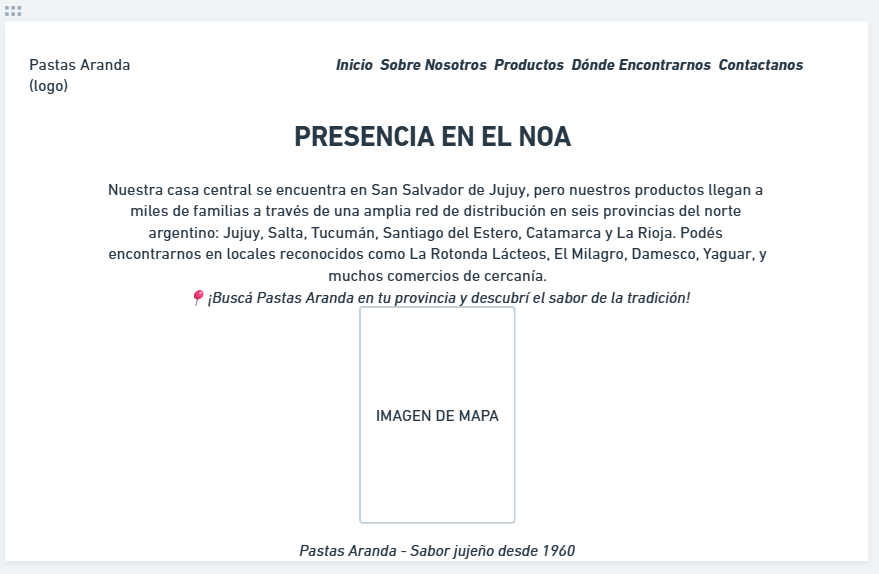 Pastas Aranda
(logo)
Inicio Sobre Nosotros Productos Dónde Encontrarnos Contactanos
PRESENCIA EN EL NOA
Nuestra casa central se encuentra en San Salvador de Jujuy, pero nuestros productos llegan a
miles de familias a través de una amplia red de distribución en seis provincias del norte
argentino: Jujuy, Salta, Tucumán, Santiago del Estero, Catamarca y La Rioja. Podés
encontrarnos en locales reconocidos como La Rotonda Lácteos, El Milagro, Damesco, Yaguar, y
muchos comercios de cercanía.
📍 ¡Buscá Pastas Aranda en tu provincia y descubrí el sabor de la tradición!
IMAGEN DE MAPA
Pastas Aranda - Sabor jujeño desde 1960